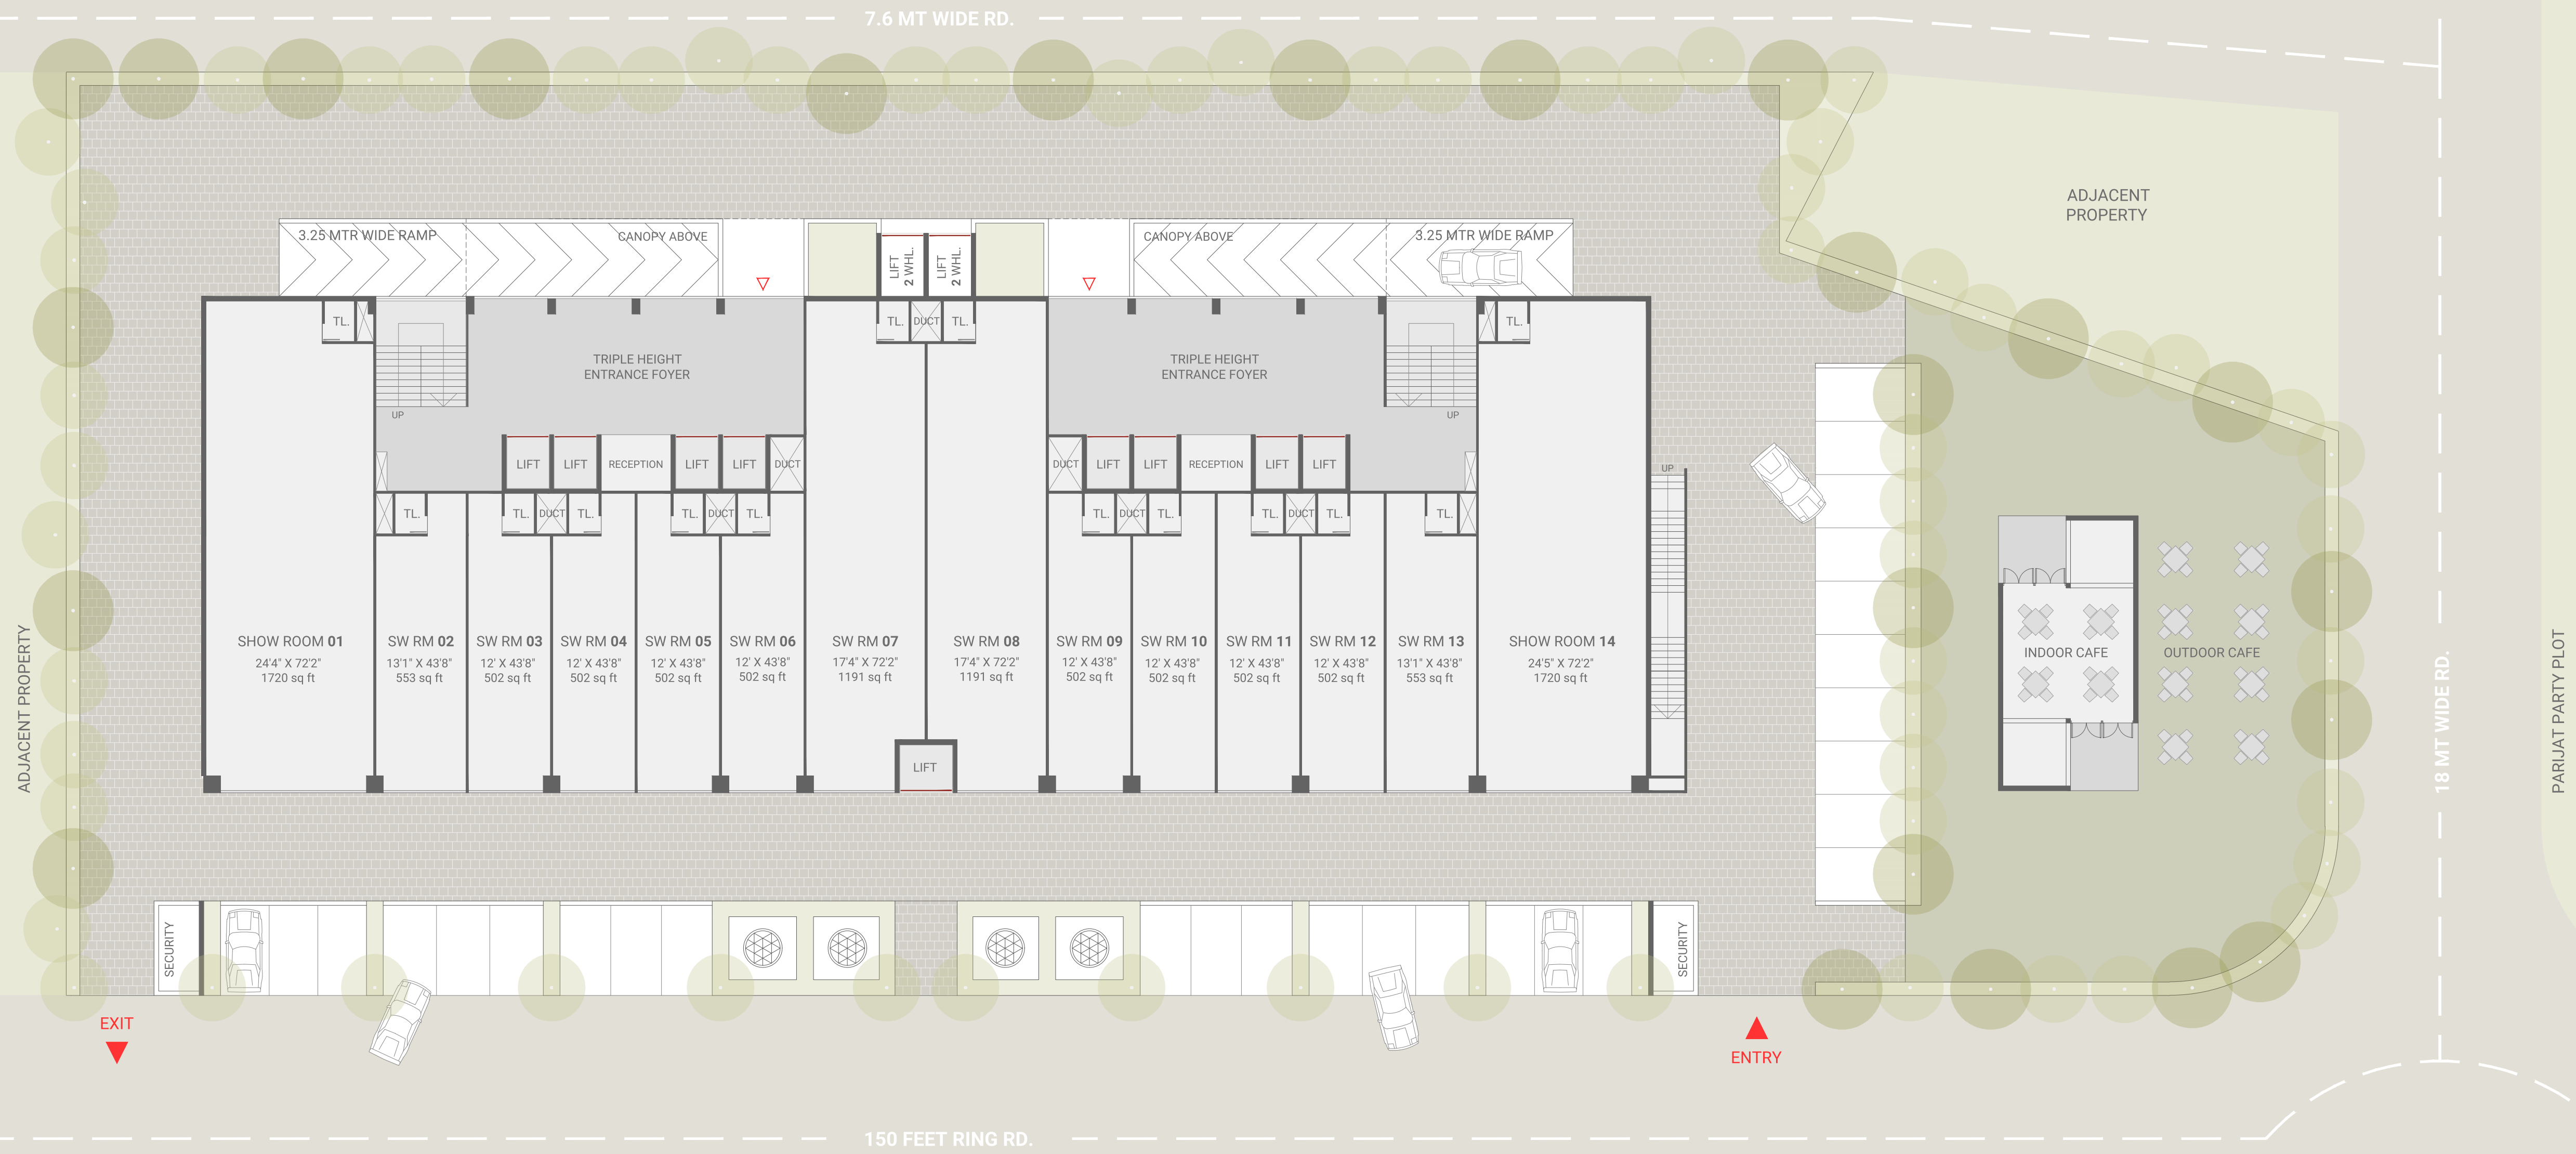 7.6 MT WIDE RD.
ADJACENT
PROPERTY
3.25 MTR WIDE RAMP
CANOPY ABOVE
LIFT
2 WHL.
LIFT
2 WHL.
CANOPY ABOVE
3.25 MTR WIDE RAMP
TL.
TL.
DUCT
TL.
TL.
TRIPLE HEIGHT
ENTRANCE FOYER
TRIPLE HEIGHT
ENTRANCE FOYER
UP
UP
LIFT
LIFT
RECEPTION
LIFT
LIFT
DUCT
DUCT
LIFT
LIFT
RECEPTION
LIFT
LIFT
UP
TL.
TL.
DUCT
TL.
TL.
DUCT
TL.
TL.
DUCT
TL.
TL.
DUCT
TL.
TL.
SHOW ROOM 01
24'4" X 72'2"
1720 sq ft
SW RM 02
13'1" X 43'8"
553 sq ft
SW RM 03
12' X 43'8"
502 sq ft
SW RM 04
12' X 43'8"
502 sq ft
SW RM 05
12' X 43'8"
502 sq ft
SW RM 06
12' X 43'8"
502 sq ft
SW RM 07
17'4" X 72'2"
1191 sq ft
SW RM 08
17'4" X 72'2"
1191 sq ft
SW RM 09
12' X 43'8"
502 sq ft
SW RM 10
12' X 43'8"
502 sq ft
SW RM 11
12' X 43'8"
502 sq ft
SW RM 12
12' X 43'8"
502 sq ft
SW RM 13
13'1" X 43'8"
553 sq ft
SHOW ROOM 14
24'5" X 72'2"
1720 sq ft
INDOOR CAFE
OUTDOOR CAFE
ADJACENT PROPERTY
18 MT WIDE RD.
PARIJAT PARTY PLOT
LIFT
SECURITY
SECURITY
EXIT
ENTRY
150 FEET RING RD.